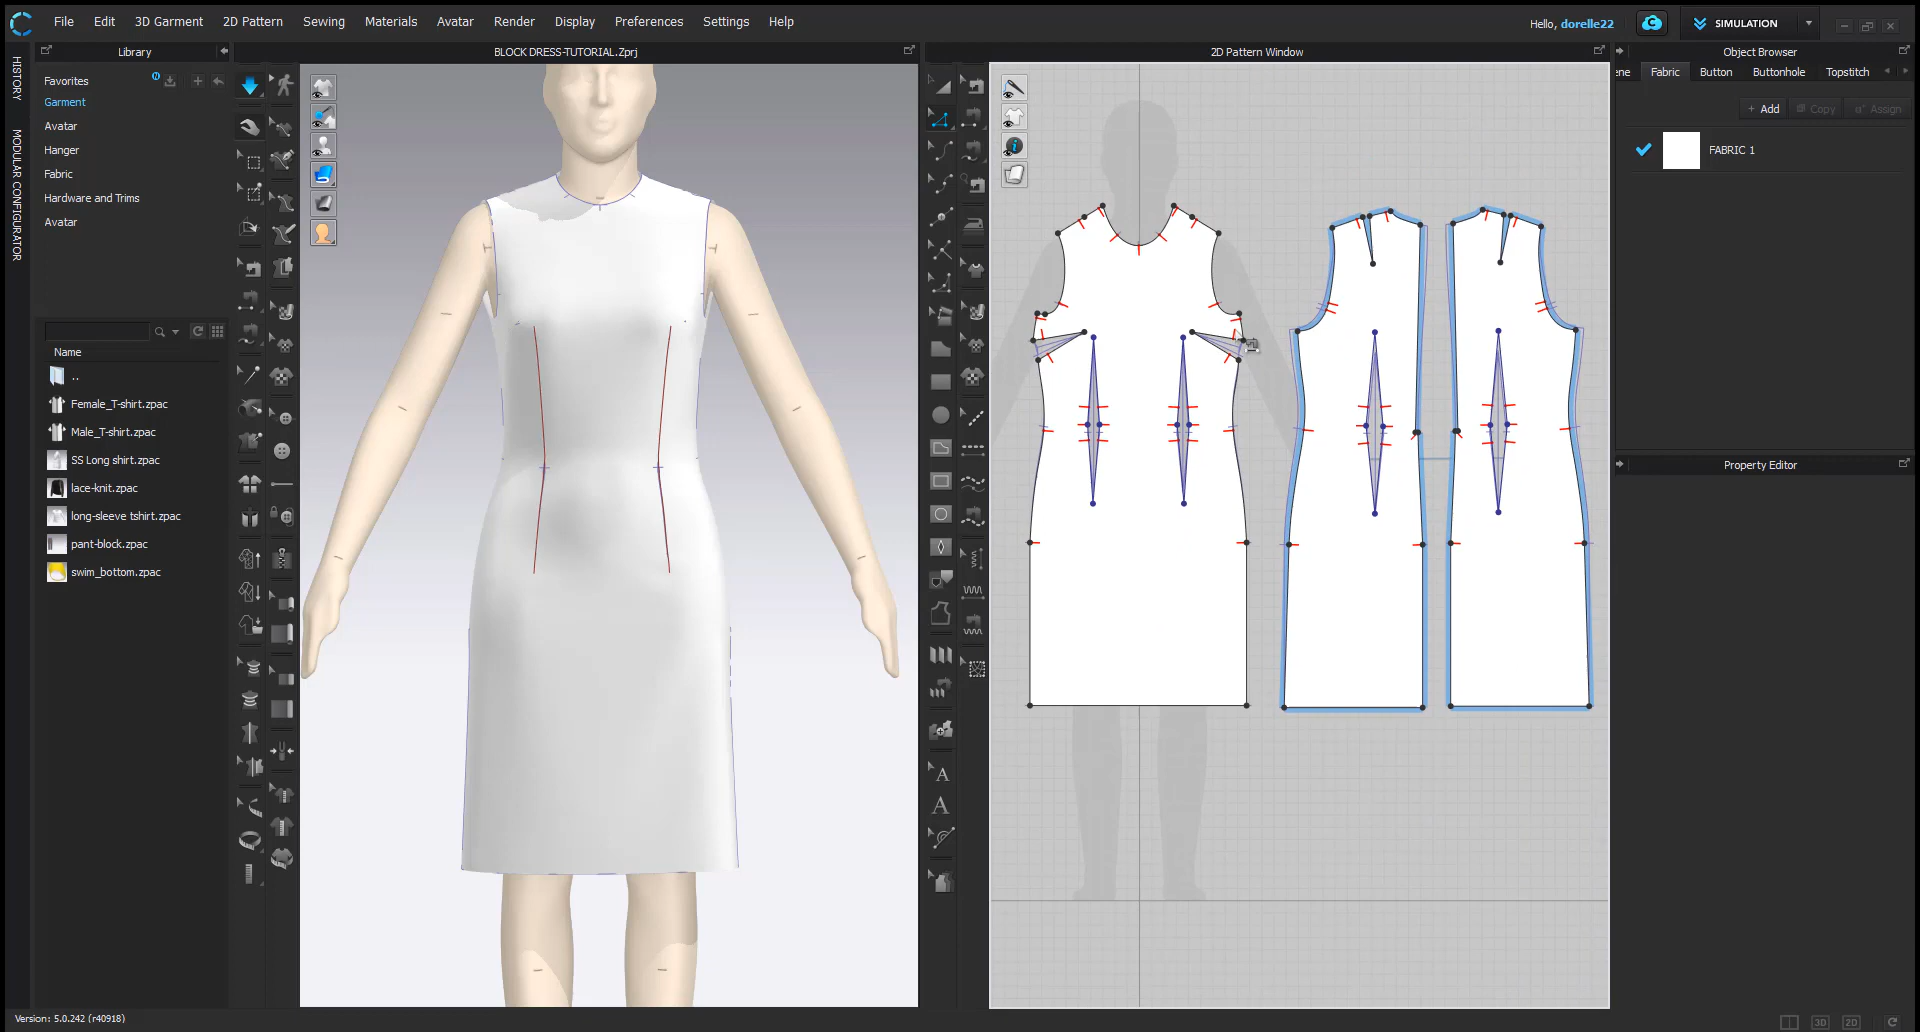 File Edit 3D Garment 2D Pattern Sewing Materials Avatar Render Display Preferences Settings Help
Hello, dorelle22
SIMULATION
HISTORY
MODULAR CONFIGURATOR
Library
Favorites
Garment
Avatar
Hanger
Fabric
Hardware and Trims
Avatar
Name
..
Female_T-shirt.zpac
Male_T-shirt.zpac
SS Long shirt.zpac
lace-knit.zpac
long-sleeve tshirt.zpac
pant-block.zpac
swim_bottom.zpac
BLOCK DRESS-TUTORIAL.Zprj
2D Pattern Window
Object Browser
ene Fabric Button Buttonhole Topstitch
+ Add Copy Assign
FABRIC 1
Property Editor
Version: 5.0.242 (r40918)
3D 2D